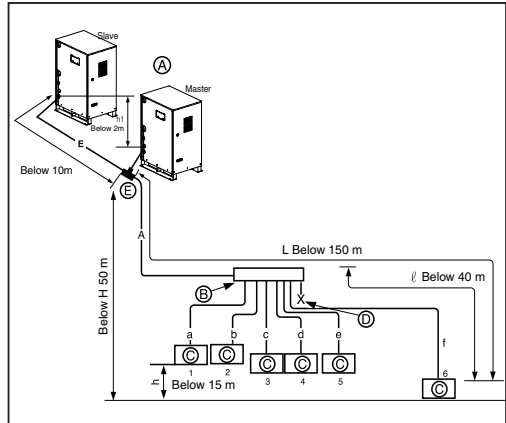 Slave
A
Master
h1
Below 2m
E
Below 10m
E
A
L Below 150 m
ℓ Below 40 m
Below H 50 m
B
X
D
a
b
c
d
e
f
C
C
C
C
C
C
1
2
3
4
5
6
h
Below 15 m